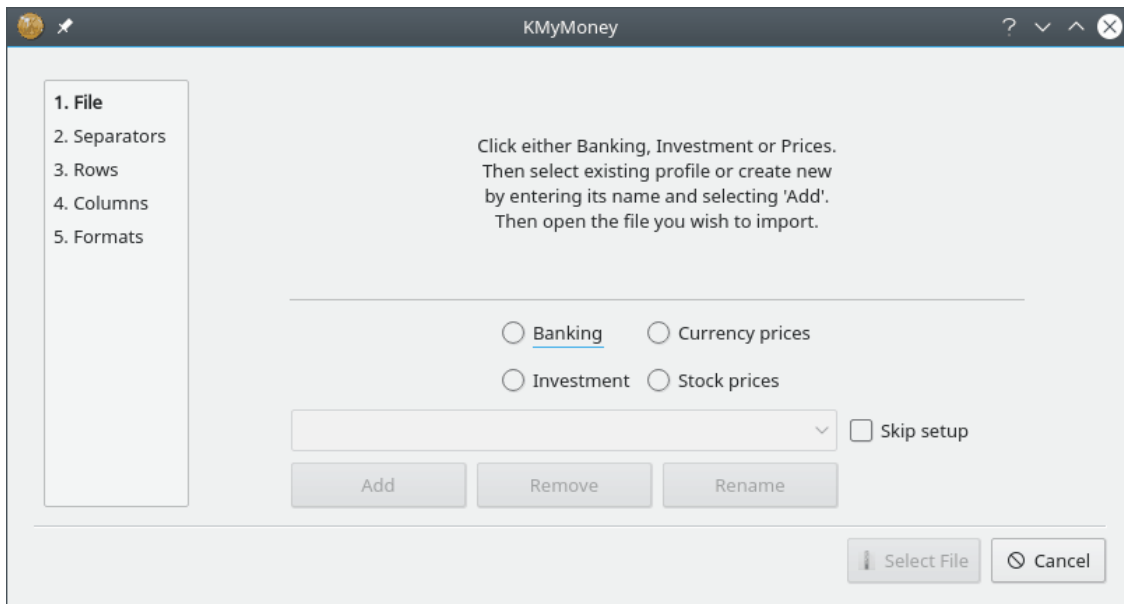 KMyMoney
1. File
2. Separators
3. Rows
4. Columns
5. Formats
Click either Banking, Investment or Prices.
Then select existing profile or create new
by entering its name and selecting 'Add'.
Then open the file you wish to import.
Banking
Currency prices
Investment
Stock prices
Skip setup
Add
Remove
Rename
Select File
Cancel